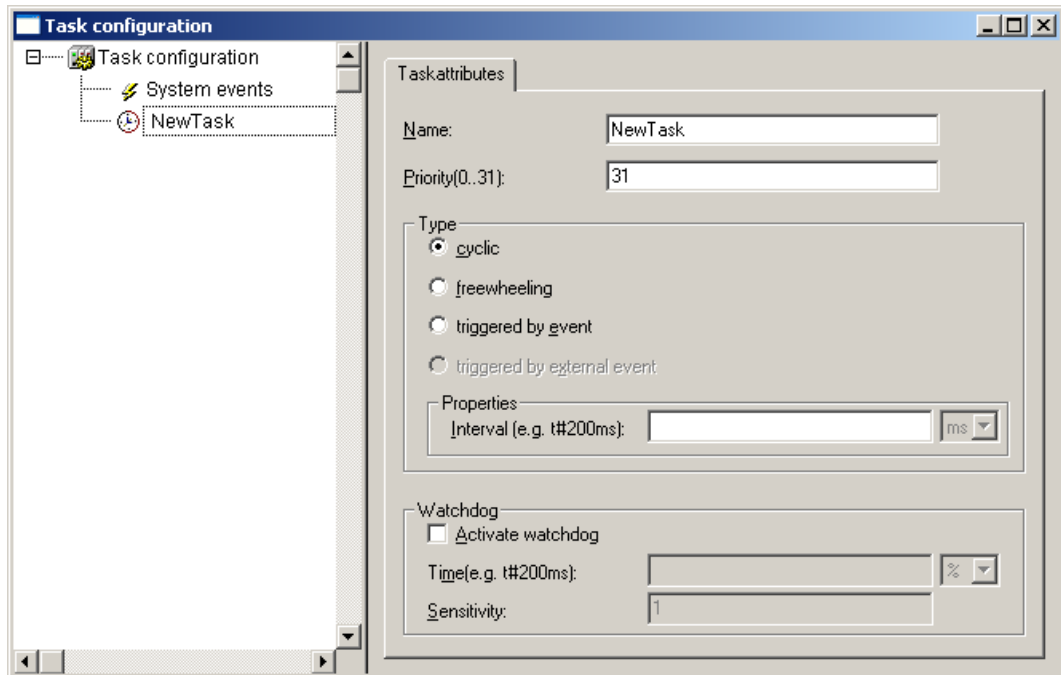 Task configuration
Task configuration
System events
NewTask
Taskattributes
Name: NewTask
Priority(0..31): 31
Type
cyclic
freewheeling
triggered by event
triggered by external event
Properties
Interval (e.g. t#200ms): ms
Watchdog
Activate watchdog
Time(e.g. t#200ms): %
Sensitivity: 1